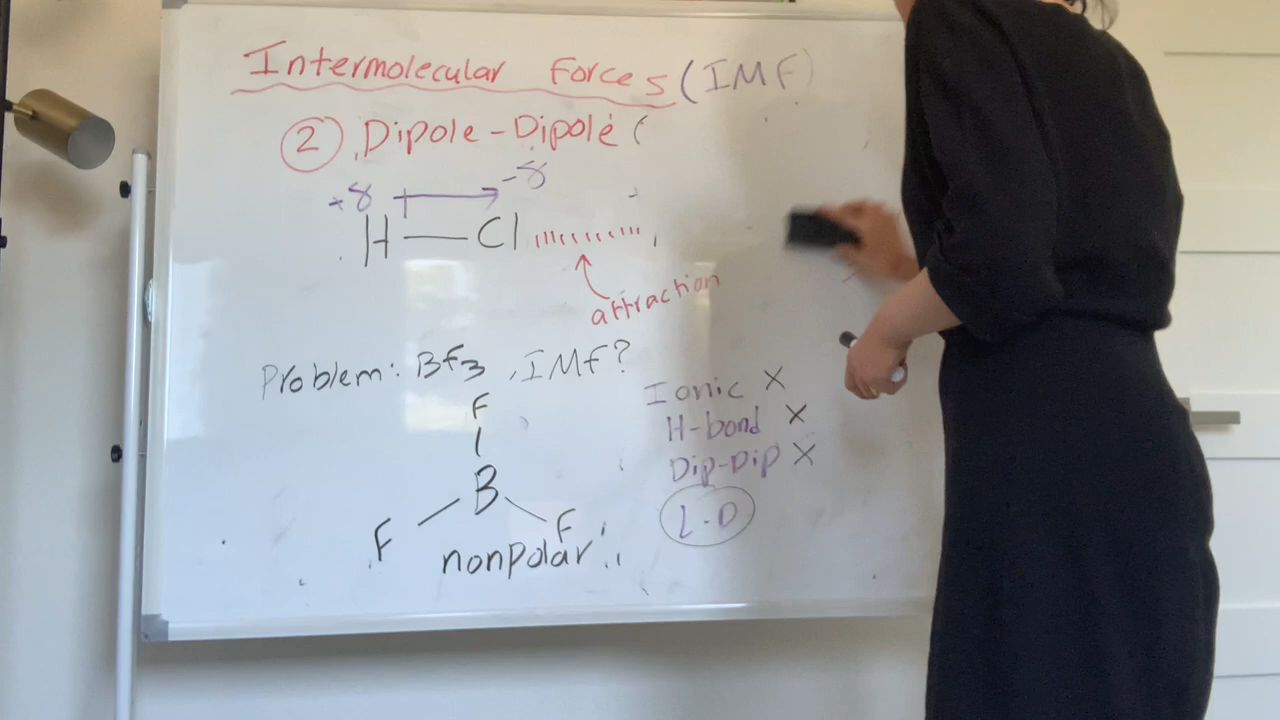 Intermolecular Forces (IMF)
② Dipole-Dipole (
+δ -δ
H — Cl
attraction
Problem: BF3, IMF?
F
B
F F
nonpolar
Ionic X
H-bond X
Dip-Dip X
L-D